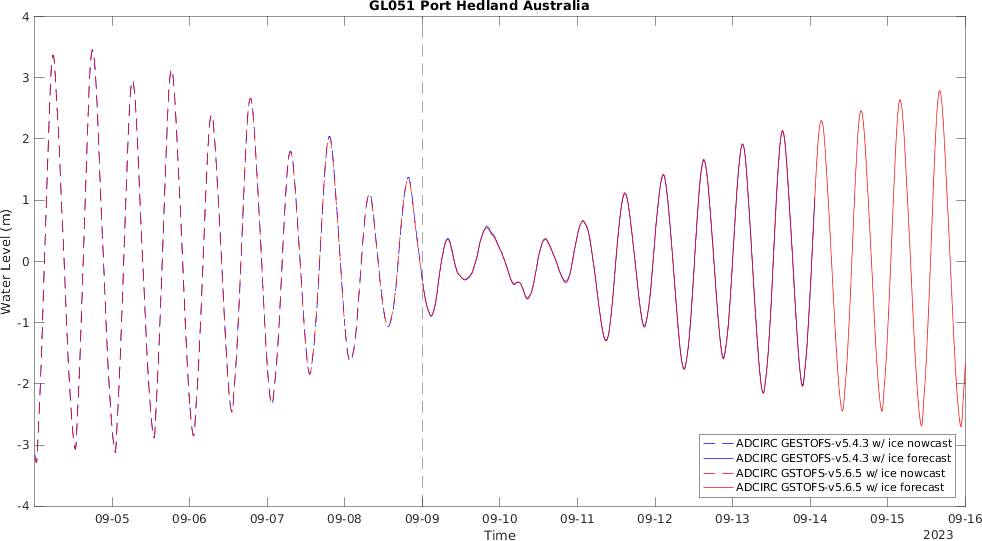 GL051 Port Hedland Australia
4
3
2
1
0
-1
-2
-3
-4
Water Level (m)
09-05 09-06 09-07 09-08 09-09 09-10 09-11 09-12 09-13 09-14 09-15 09-16
Time
2023
ADCIRC GESTOFS-v5.4.3 w/ ice nowcast
ADCIRC GESTOFS-v5.4.3 w/ ice forecast
ADCIRC GSTOFS-v5.6.5 w/ ice nowcast
ADCIRC GSTOFS-v5.6.5 w/ ice forecast